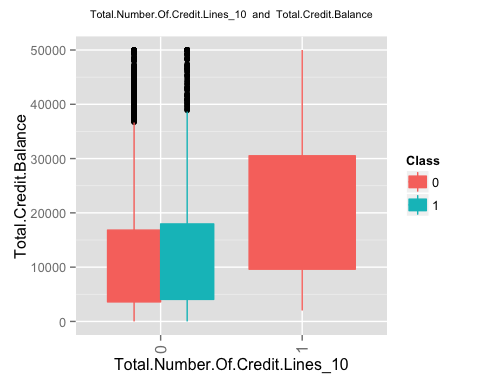 Total.Number.Of.Credit.Lines_10 and Total.Credit.Balance
50000
40000
30000
20000
10000
0
Total.Credit.Balance
0
1
Total.Number.Of.Credit.Lines_10
Class
0
1